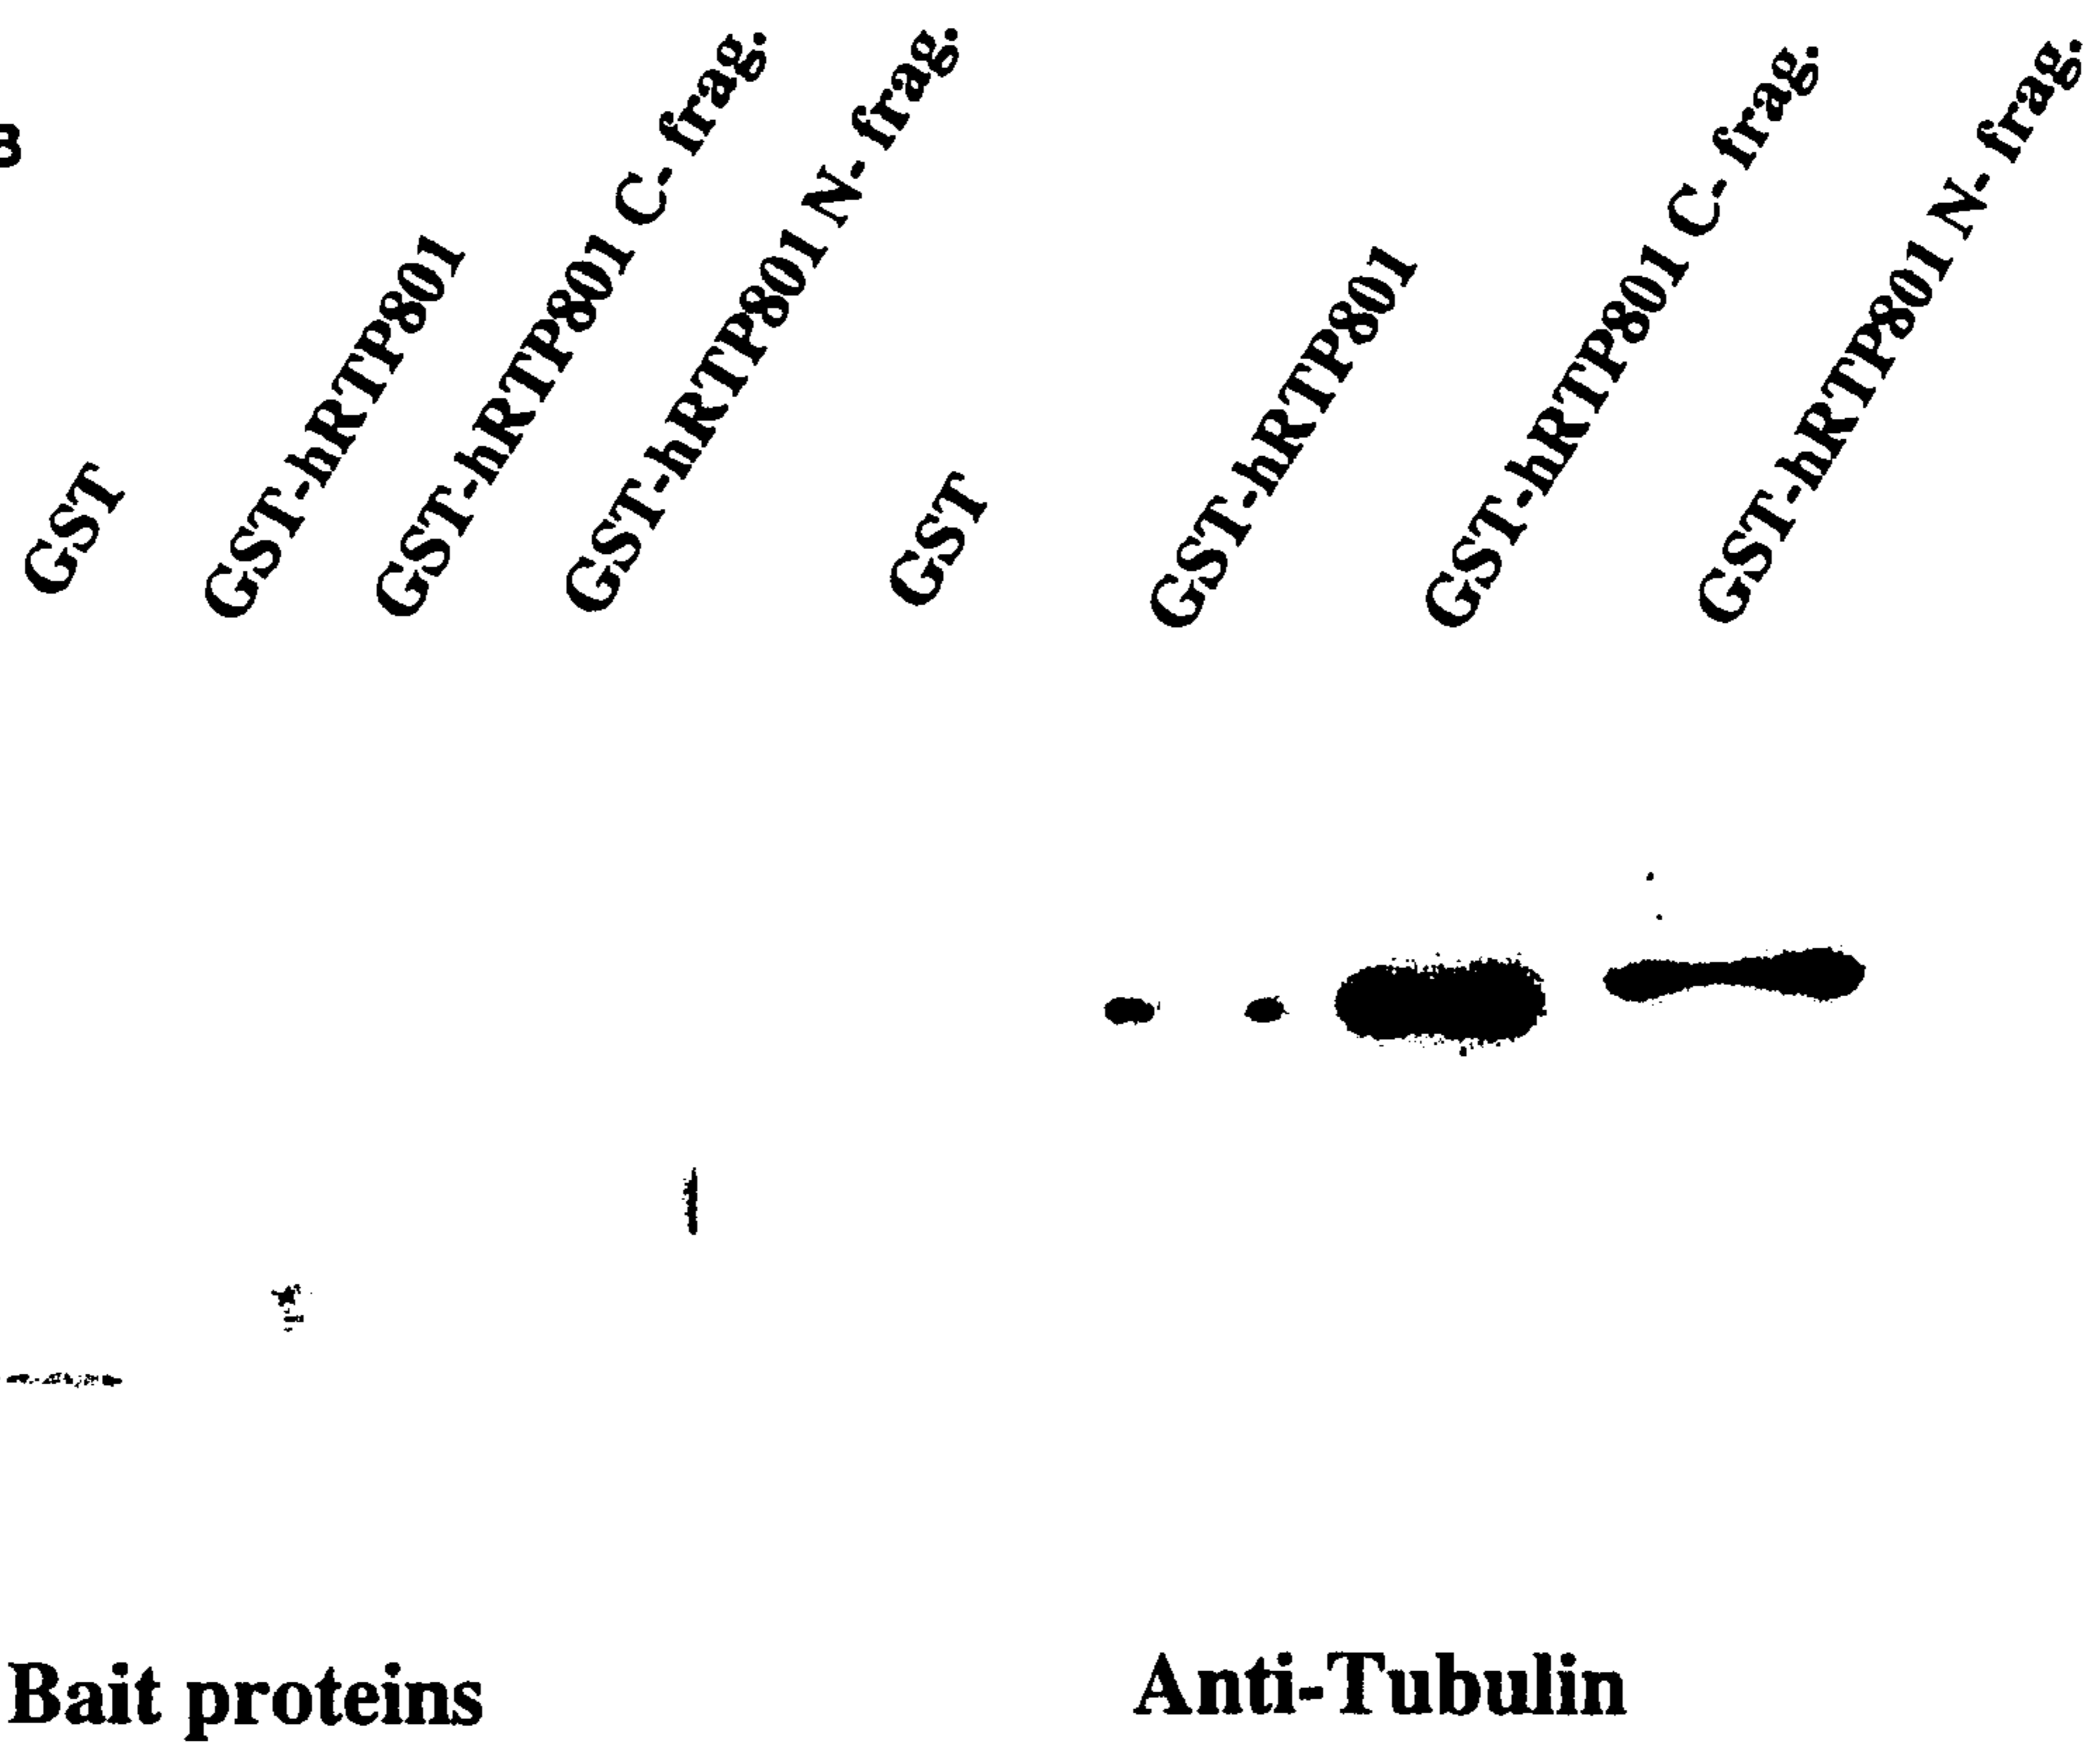 B
GST
GST-hRTP801
GST-hRTP801 C- frag.
GST-hRTP801 N- frag.
GST
GST-hRTP801
GST-hRTP801 C- frag.
GST-hRTP801 N- frag.
Bait proteins
Anti-Tubulin